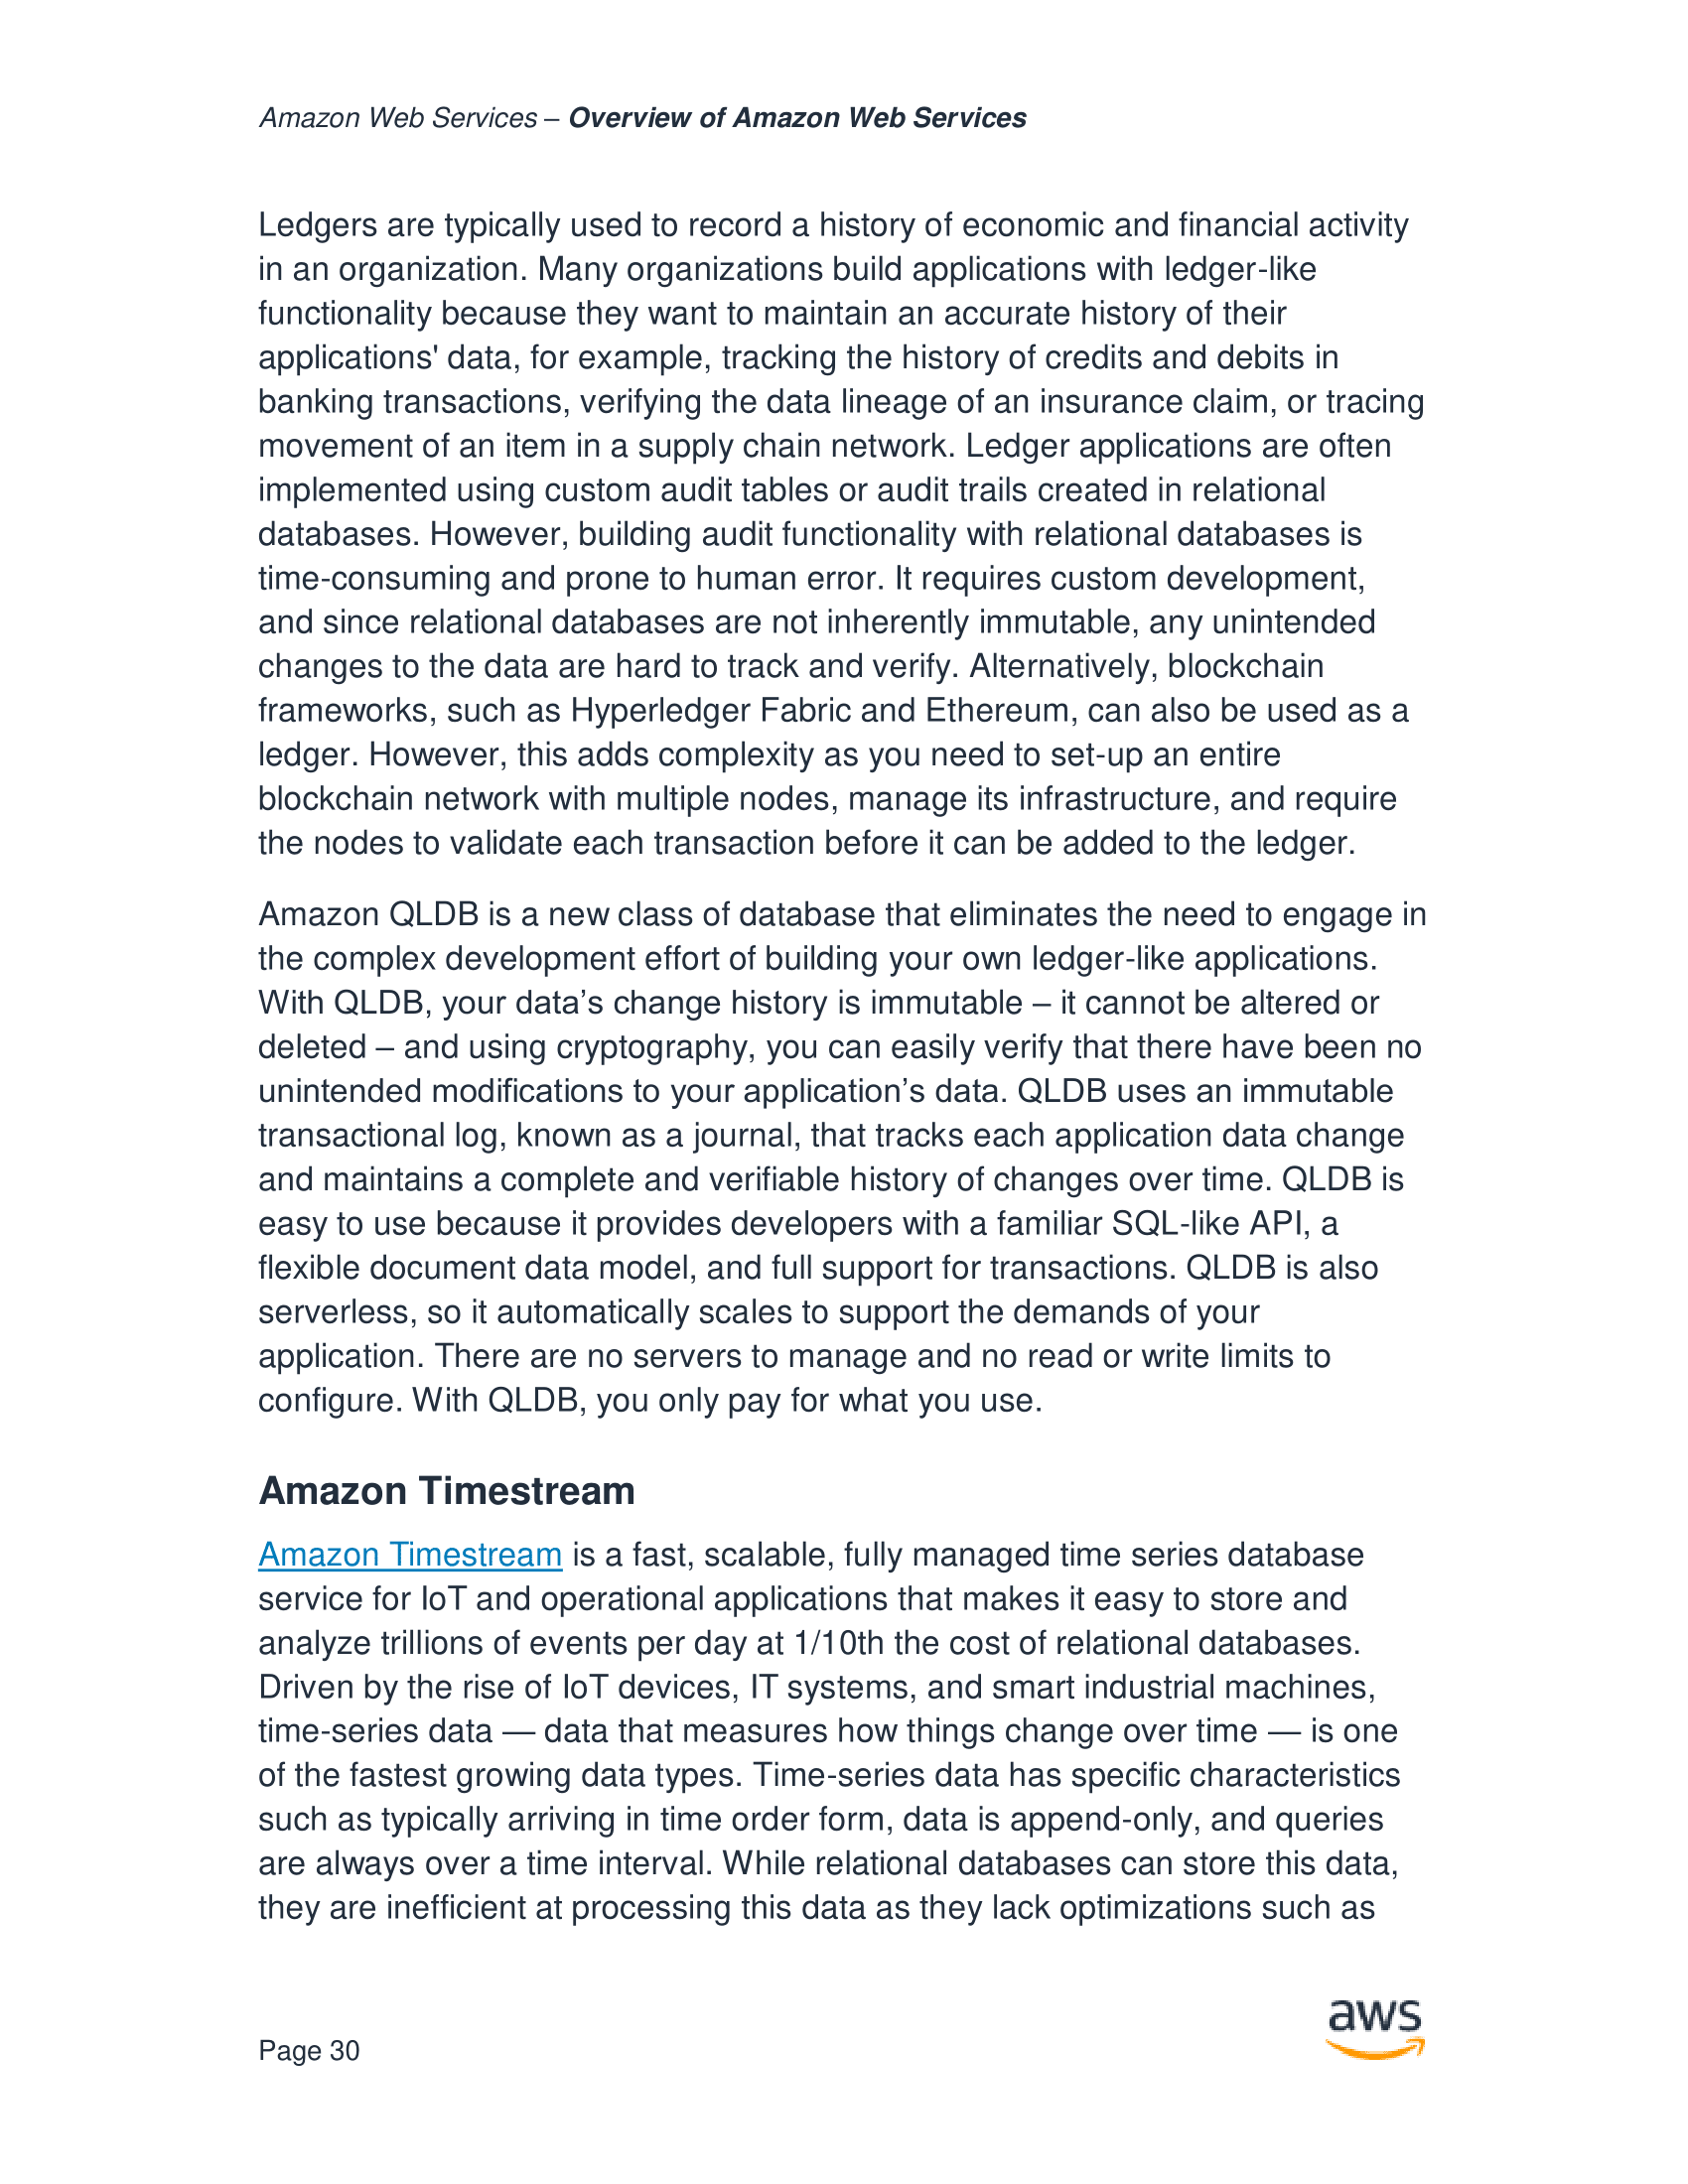 Amazon Web Services – Overview of Amazon Web Services
Ledgers are typically used to record a history of economic and financial activity
in an organization. Many organizations build applications with ledger-like
functionality because they want to maintain an accurate history of their
applications' data, for example, tracking the history of credits and debits in
banking transactions, verifying the data lineage of an insurance claim, or tracing
movement of an item in a supply chain network. Ledger applications are often
implemented using custom audit tables or audit trails created in relational
databases. However, building audit functionality with relational databases is
time-consuming and prone to human error. It requires custom development,
and since relational databases are not inherently immutable, any unintended
changes to the data are hard to track and verify. Alternatively, blockchain
frameworks, such as Hyperledger Fabric and Ethereum, can also be used as a
ledger. However, this adds complexity as you need to set-up an entire
blockchain network with multiple nodes, manage its infrastructure, and require
the nodes to validate each transaction before it can be added to the ledger.
Amazon QLDB is a new class of database that eliminates the need to engage in
the complex development effort of building your own ledger-like applications.
With QLDB, your data’s change history is immutable – it cannot be altered or
deleted – and using cryptography, you can easily verify that there have been no
unintended modifications to your application’s data. QLDB uses an immutable
transactional log, known as a journal, that tracks each application data change
and maintains a complete and verifiable history of changes over time. QLDB is
easy to use because it provides developers with a familiar SQL-like API, a
flexible document data model, and full support for transactions. QLDB is also
serverless, so it automatically scales to support the demands of your
application. There are no servers to manage and no read or write limits to
configure. With QLDB, you only pay for what you use.
Amazon Timestream
Amazon Timestream is a fast, scalable, fully managed time series database
service for IoT and operational applications that makes it easy to store and
analyze trillions of events per day at 1/10th the cost of relational databases.
Driven by the rise of IoT devices, IT systems, and smart industrial machines,
time-series data — data that measures how things change over time — is one
of the fastest growing data types. Time-series data has specific characteristics
such as typically arriving in time order form, data is append-only, and queries
are always over a time interval. While relational databases can store this data,
they are inefficient at processing this data as they lack optimizations such as
aws
Page 30